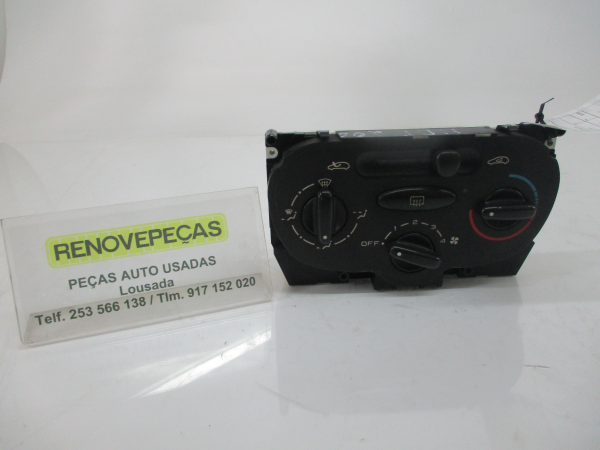 RENOVEPEÇAS
PEÇAS AUTO USADAS
Lousada
Telf. 253 566 138 / Tlm. 917 152 020
OFF
1
2
3
4